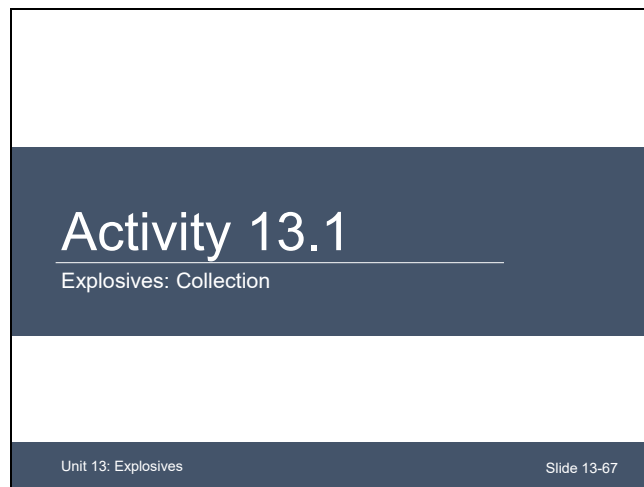 Activity 13.1
Explosives: Collection
Unit 13: Explosives
Slide 13-67